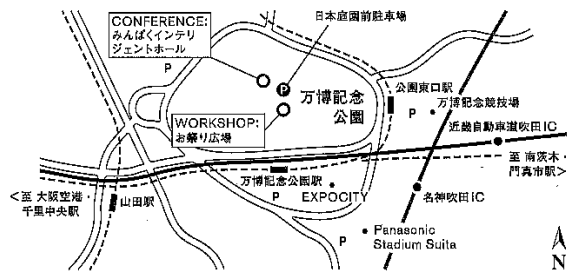 CONFERENCE:
みんぱくインテリ
ジェントホール
日本庭園前駐車場
P
P
万博記念
公園
公園東口駅
P
万博記念競技場
WORKSHOP:
お祭り広場
近畿自動車道吹田IC
至 南茨木・
門真市駅>
万博記念公園駅
P
EXPOCITY
<至 大阪空港・
千里中央駅
山田駅
名神吹田IC
P
Panasonic
Stadium Suita
N